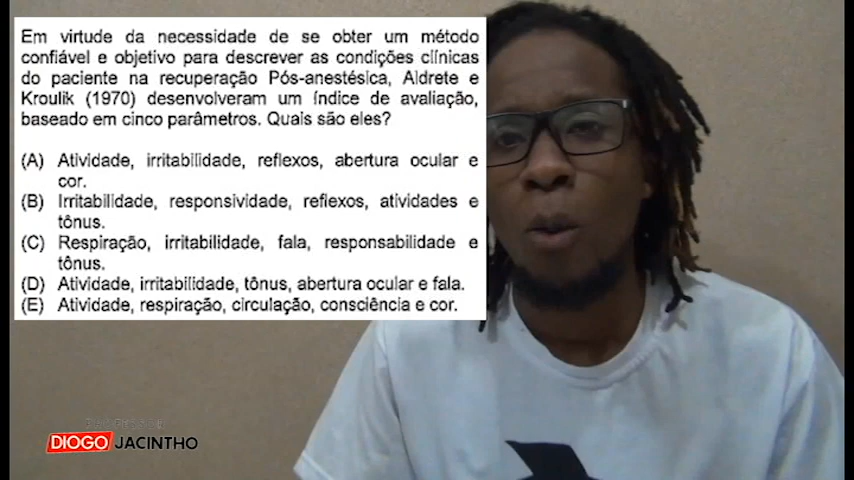 Em virtude da necessidade de se obter um método
confiável e objetivo para descrever as condições clínicas
do paciente na recuperação Pós-anestésica, Aldrete e
Kroulik (1970) desenvolveram um índice de avaliação,
baseado em cinco parâmetros. Quais são eles?
(A) Atividade, irritabilidade, reflexos, abertura ocular e
cor.
(B) Irritabilidade, responsividade, reflexos, atividades e
tônus.
(C) Respiração, irritabilidade, fala, responsabilidade e
tônus.
(D) Atividade, irritabilidade, tônus, abertura ocular e fala.
(E) Atividade, respiração, circulação, consciência e cor.
PROFESSOR
DIOGO JACINTHO